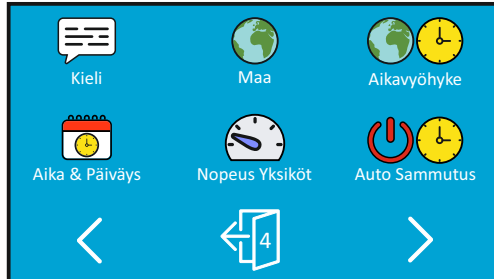 Kieli
Maa
Aikavyöhyke
Aika & Päiväys
Nopeus Yksiköt
Auto Sammutus
4